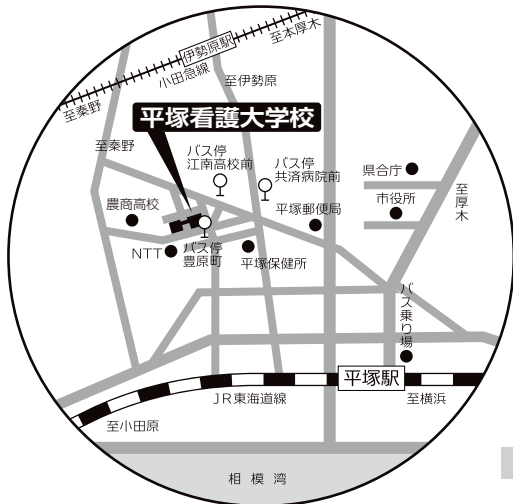 至本厚木
伊勢原駅
小田急線
至秦野
至伊勢原
平塚看護大学校
至秦野
バス停
江南高校前
バス停
共済病院前
県合庁
市役所
至厚木
農商高校
平塚郵便局
NTT
バス停
豊原町
平塚保健所
バス乗り場
平塚駅
JR東海道線
至横浜
至小田原
相模湾